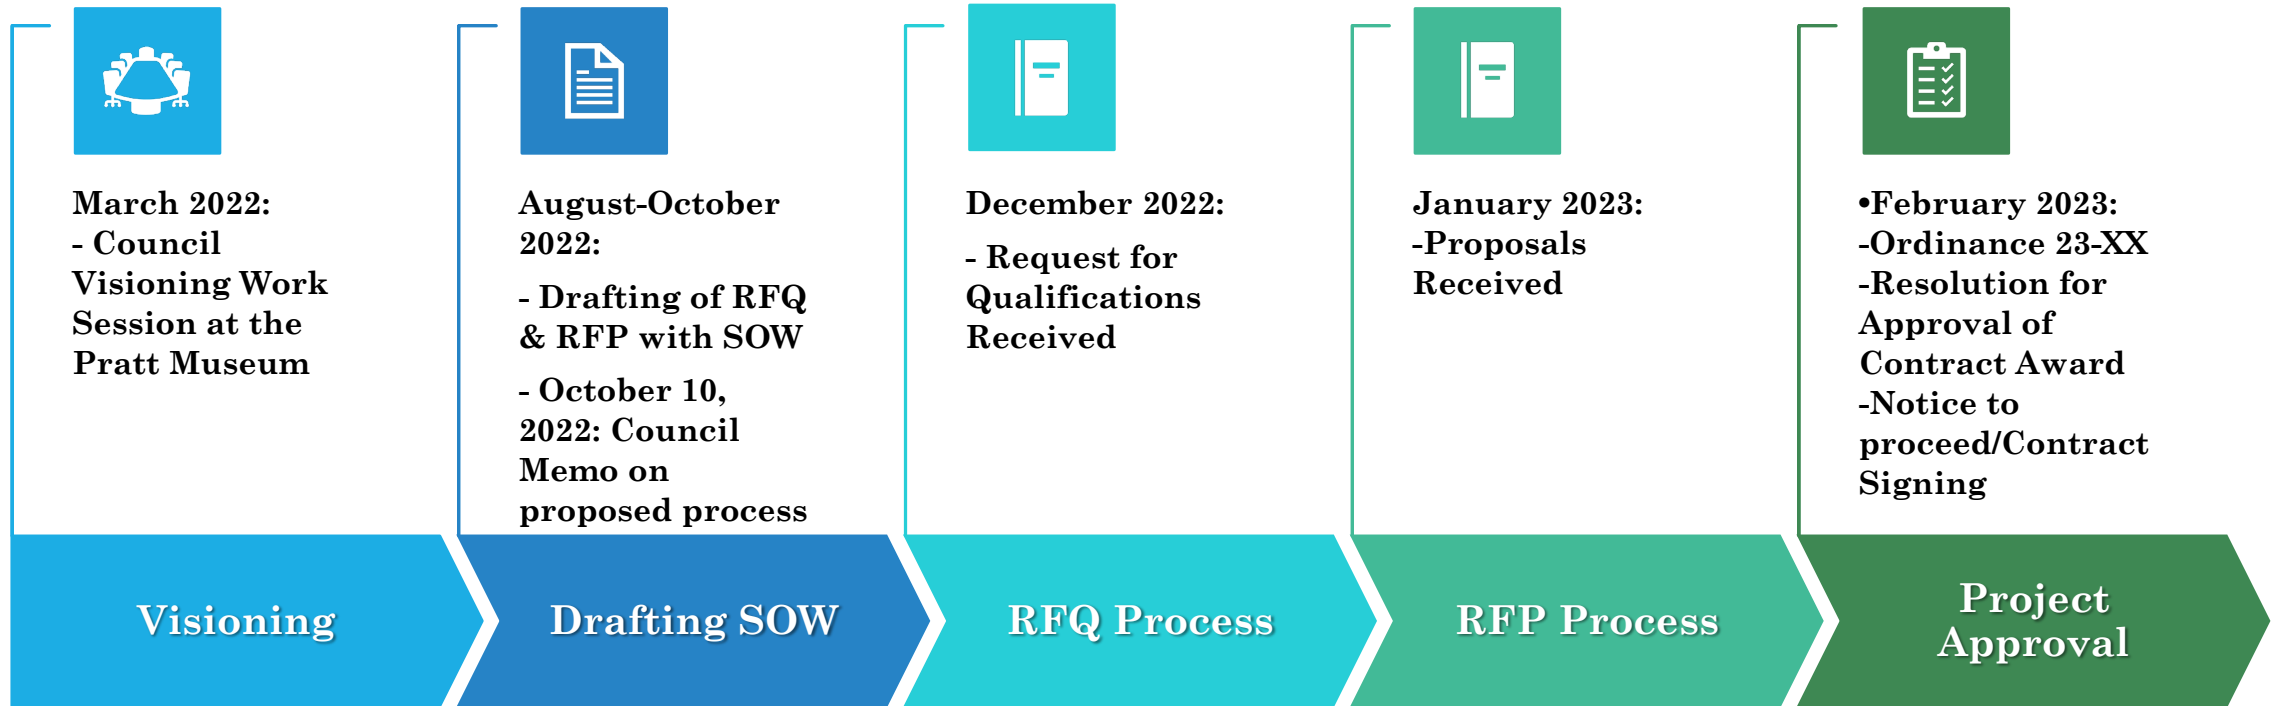 March 2022:
- Council
Visioning Work
Session at the
Pratt Museum
August-October
2022:
- Drafting of RFQ
& RFP with SOW
- October 10,
2022: Council
Memo on
proposed process
December 2022:
- Request for
Qualifications
Received
January 2023:
-Proposals
Received
•February 2023:
-Ordinance 23-XX
-Resolution for
Approval of
Contract Award
-Notice to
proceed/Contract
Signing
Visioning
Drafting SOW
RFQ Process
RFP Process
Project
Approval